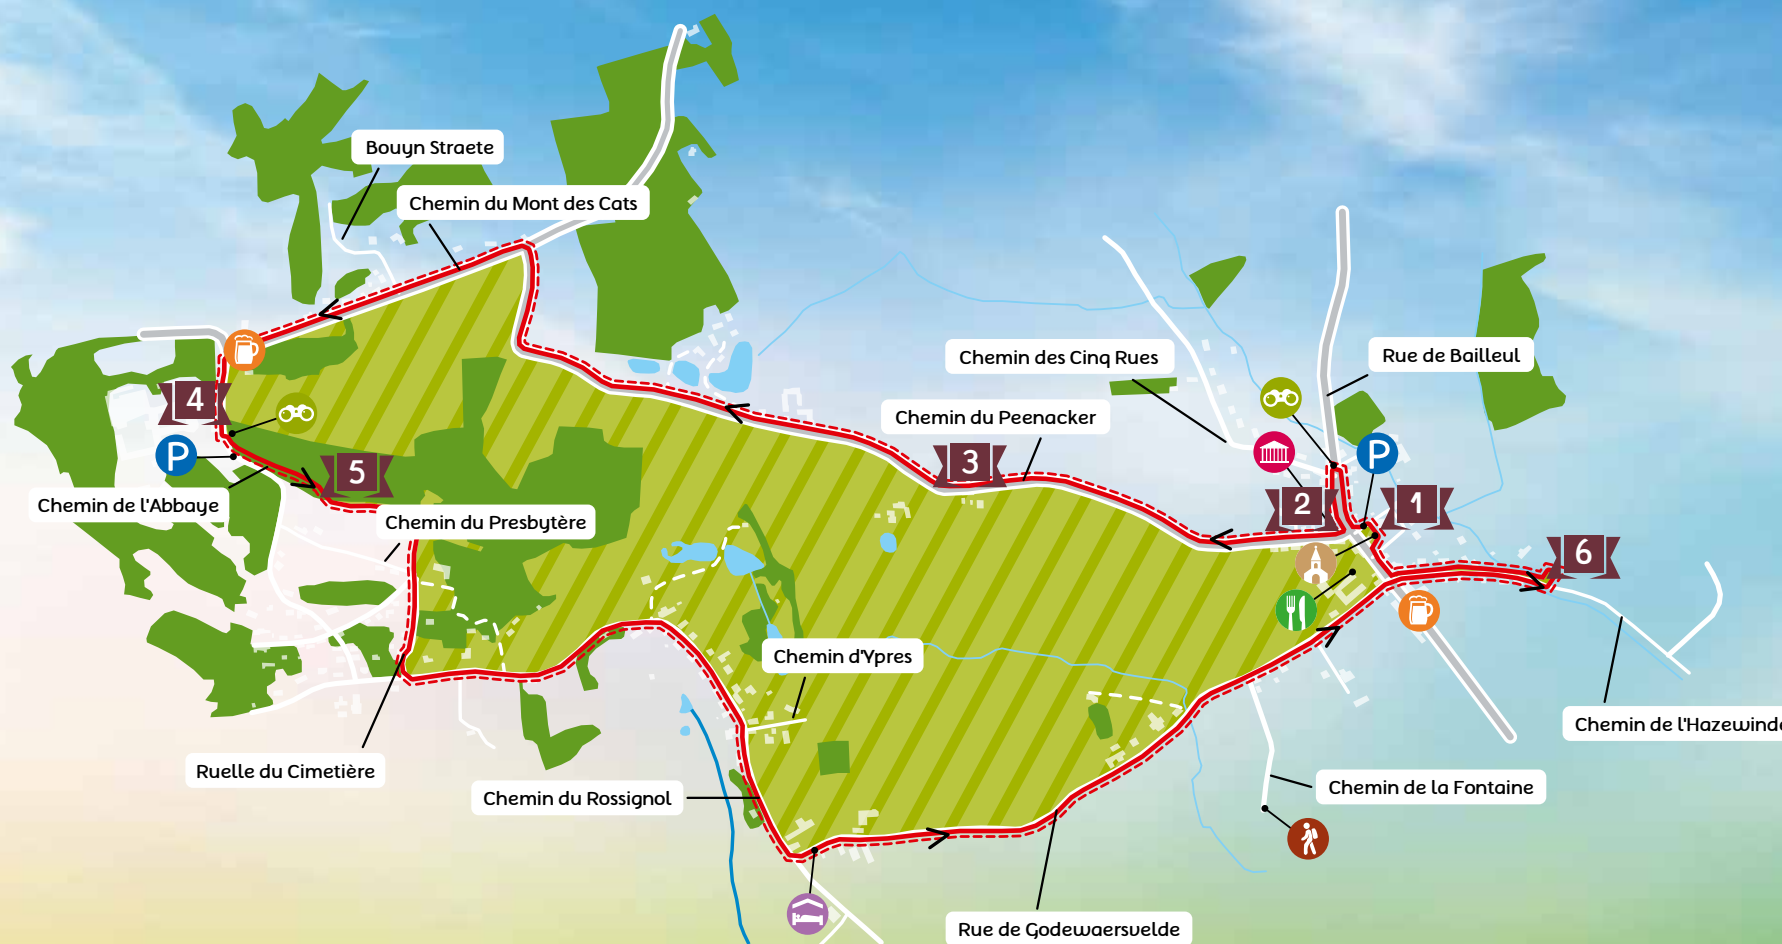 Bouyn Straete
Chemin du Mont des Cats
Chemin des Cinq Rues
Rue de Bailleul
4
Chemin du Peenacker
P
P
3
5
Chemin de l'Abbaye
2
1
Chemin du Presbytère
6
Chemin d'Ypres
Chemin de l'Hazewinde
Ruelle du Cimetière
Chemin du Rossignol
Chemin de la Fontaine
Rue de Godewaersvelde